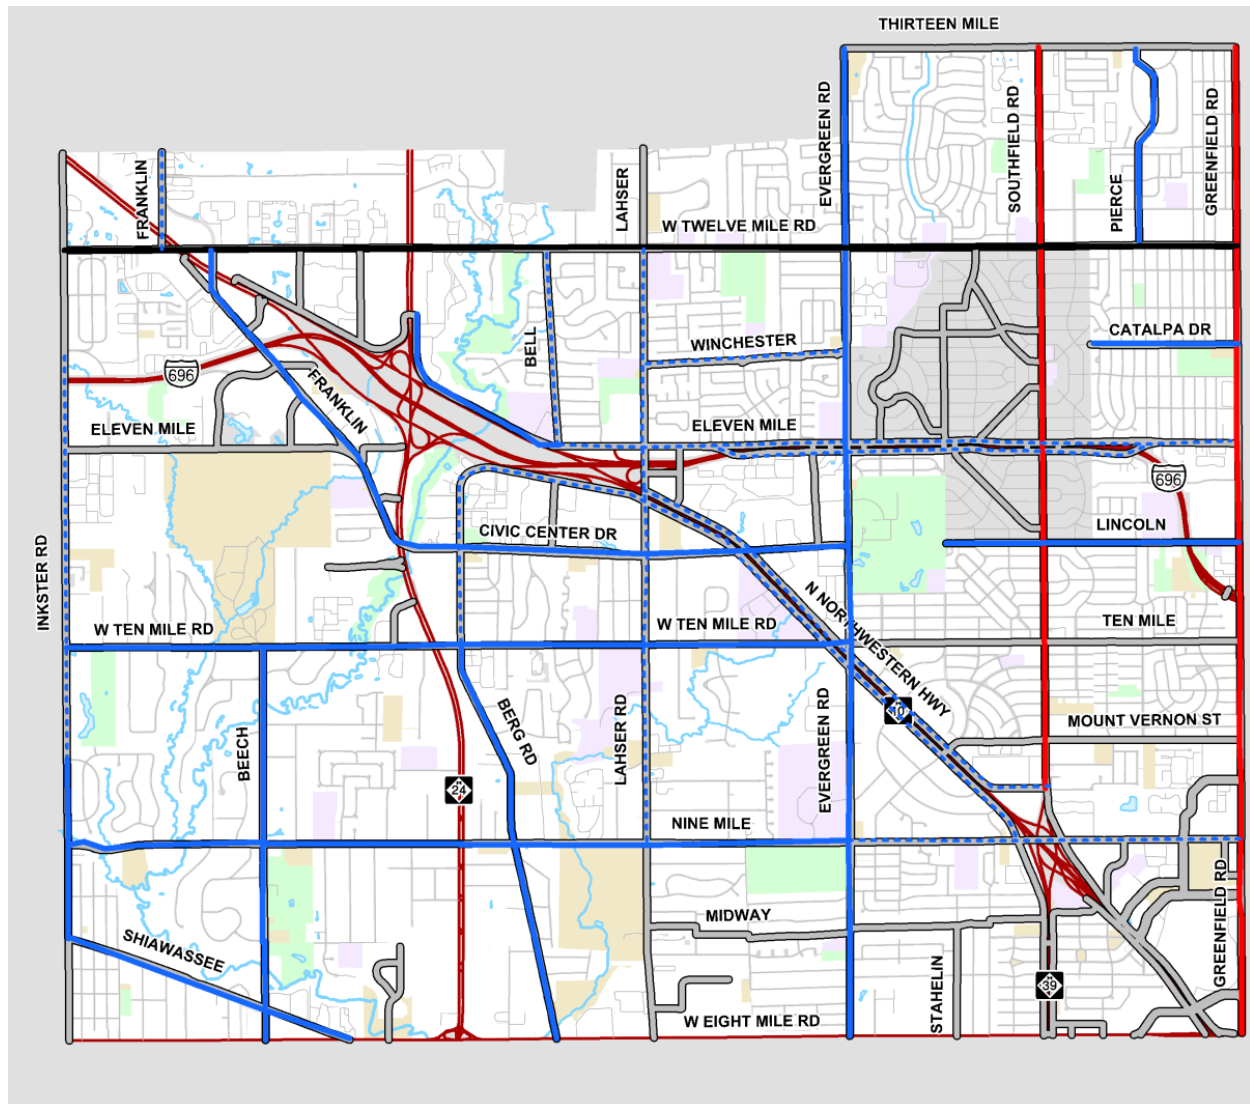 THIRTEEN MILE
EVERGREEN RD
SOUTHFIELD RD
PIERCE
GREENFIELD RD
FRANKLIN
LAHSER
W TWELVE MILE RD
BELL
WINCHESTER
CATALPA DR
696
FRANKLIN
ELEVEN MILE
ELEVEN MILE
696
CIVIC CENTER DR
LINCOLN
INKSTER RD
N NORTHWESTERN HWY
W TEN MILE RD
W TEN MILE RD
TEN MILE
BERG RD
LAHSER RD
EVERGREEN RD
10
MOUNT VERNON ST
BEECH
24
NINE MILE
MIDWAY
SHIAWASSEE
GREENFIELD RD
STAHELIN
39
W EIGHT MILE RD